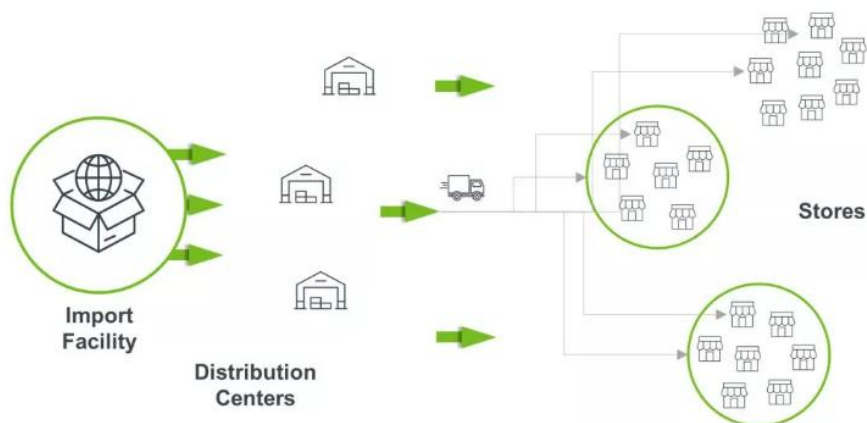 Import
Facility
Distribution
Centers
Stores